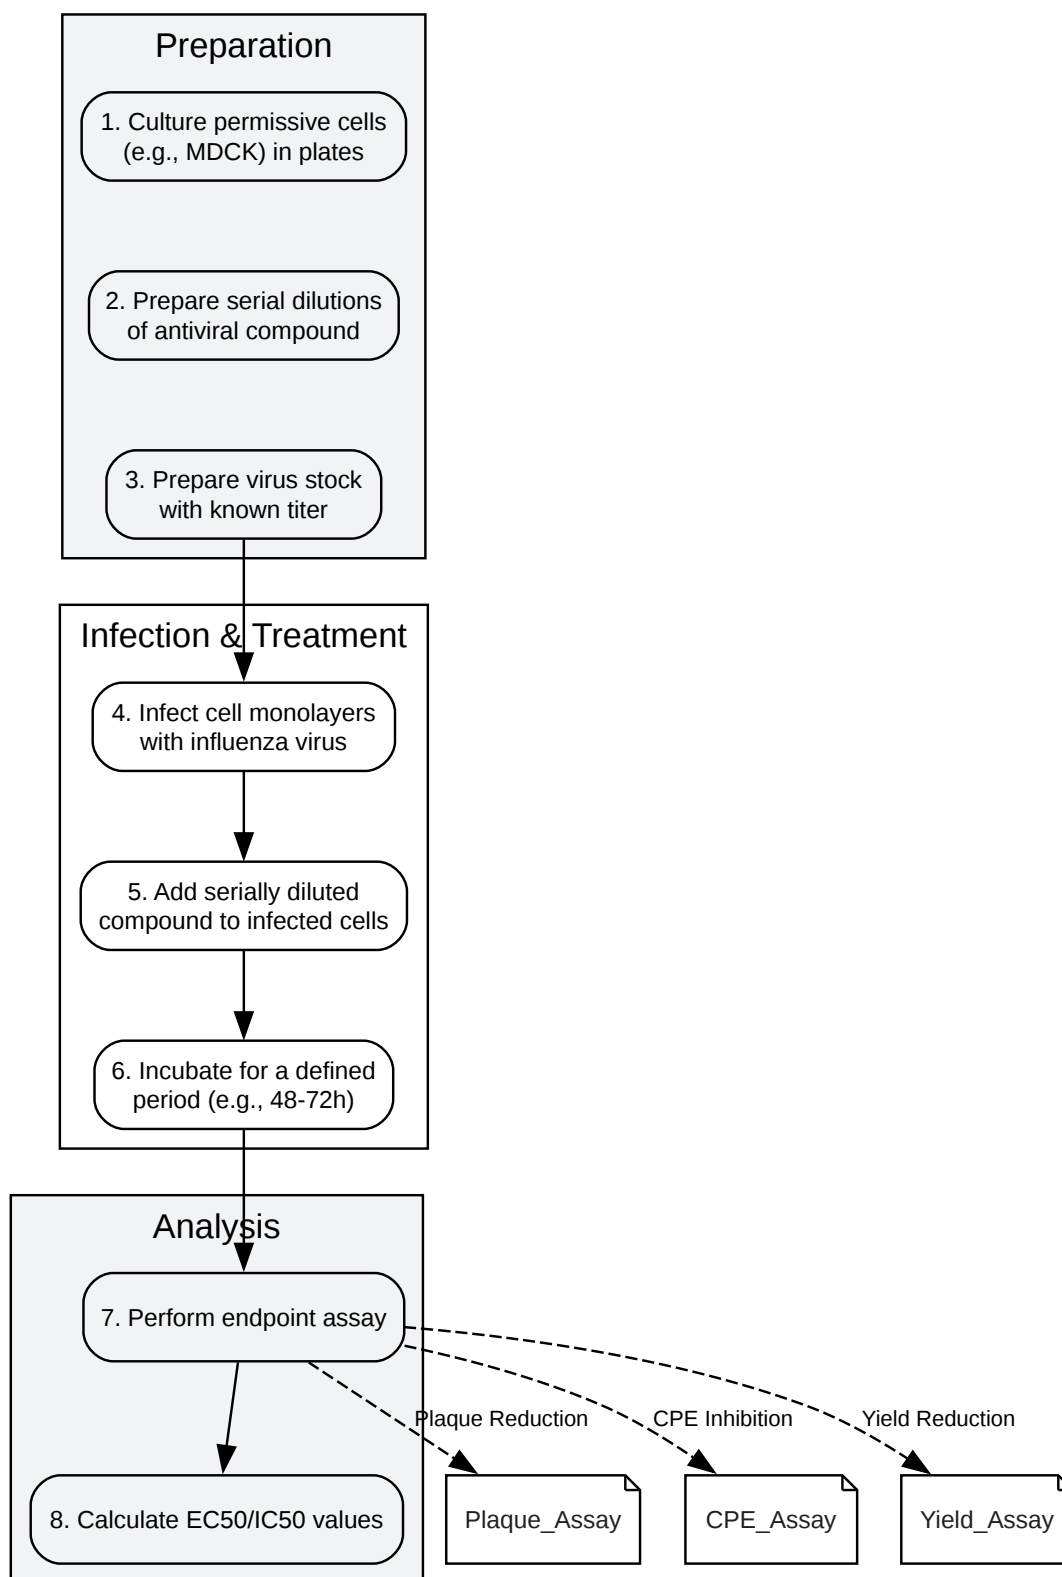 Preparation
1. Culture permissive cells
(e.g., MDCK) in plates
2. Prepare serial dilutions
of antiviral compound
3. Prepare virus stock
with known titer
Infection & Treatment
4. Infect cell monolayers
with influenza virus
5. Add serially diluted
compound to infected cells
6. Incubate for a defined
period (e.g., 48-72h)
Analysis
7. Perform endpoint assay
Plaque Reduction
CPE Inhibition
Yield Reduction
8. Calculate EC50/IC50 values
Plaque_Assay
CPE_Assay
Yield_Assay